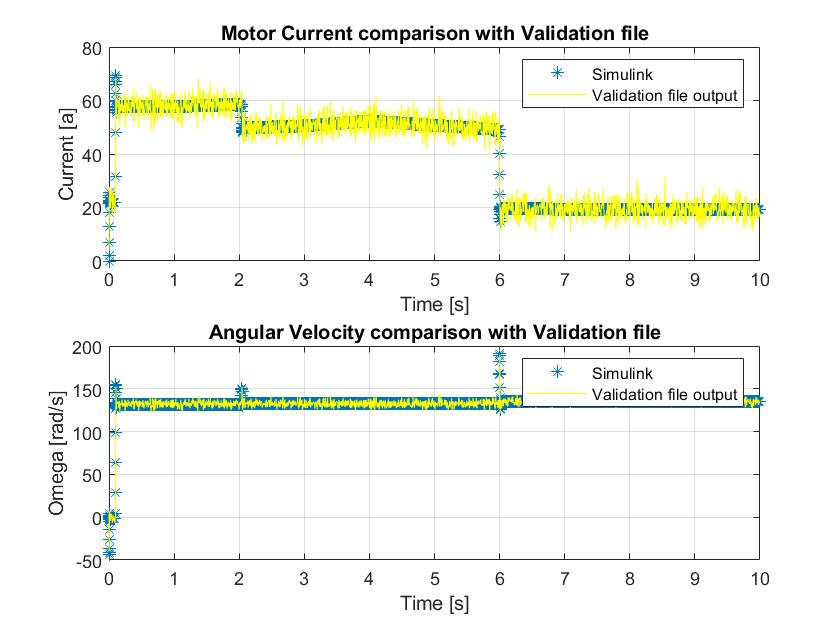 Motor Current comparison with Validation file
80
60
40
20
0
Current [a]
Simulink
Validation file output
0 1 2 3 4 5 6 7 8 9 10
Time [s]
Angular Velocity comparison with Validation file
200
150
100
50
0
-50
Omega [rad/s]
Simulink
Validation file output
0 1 2 3 4 5 6 7 8 9 10
Time [s]